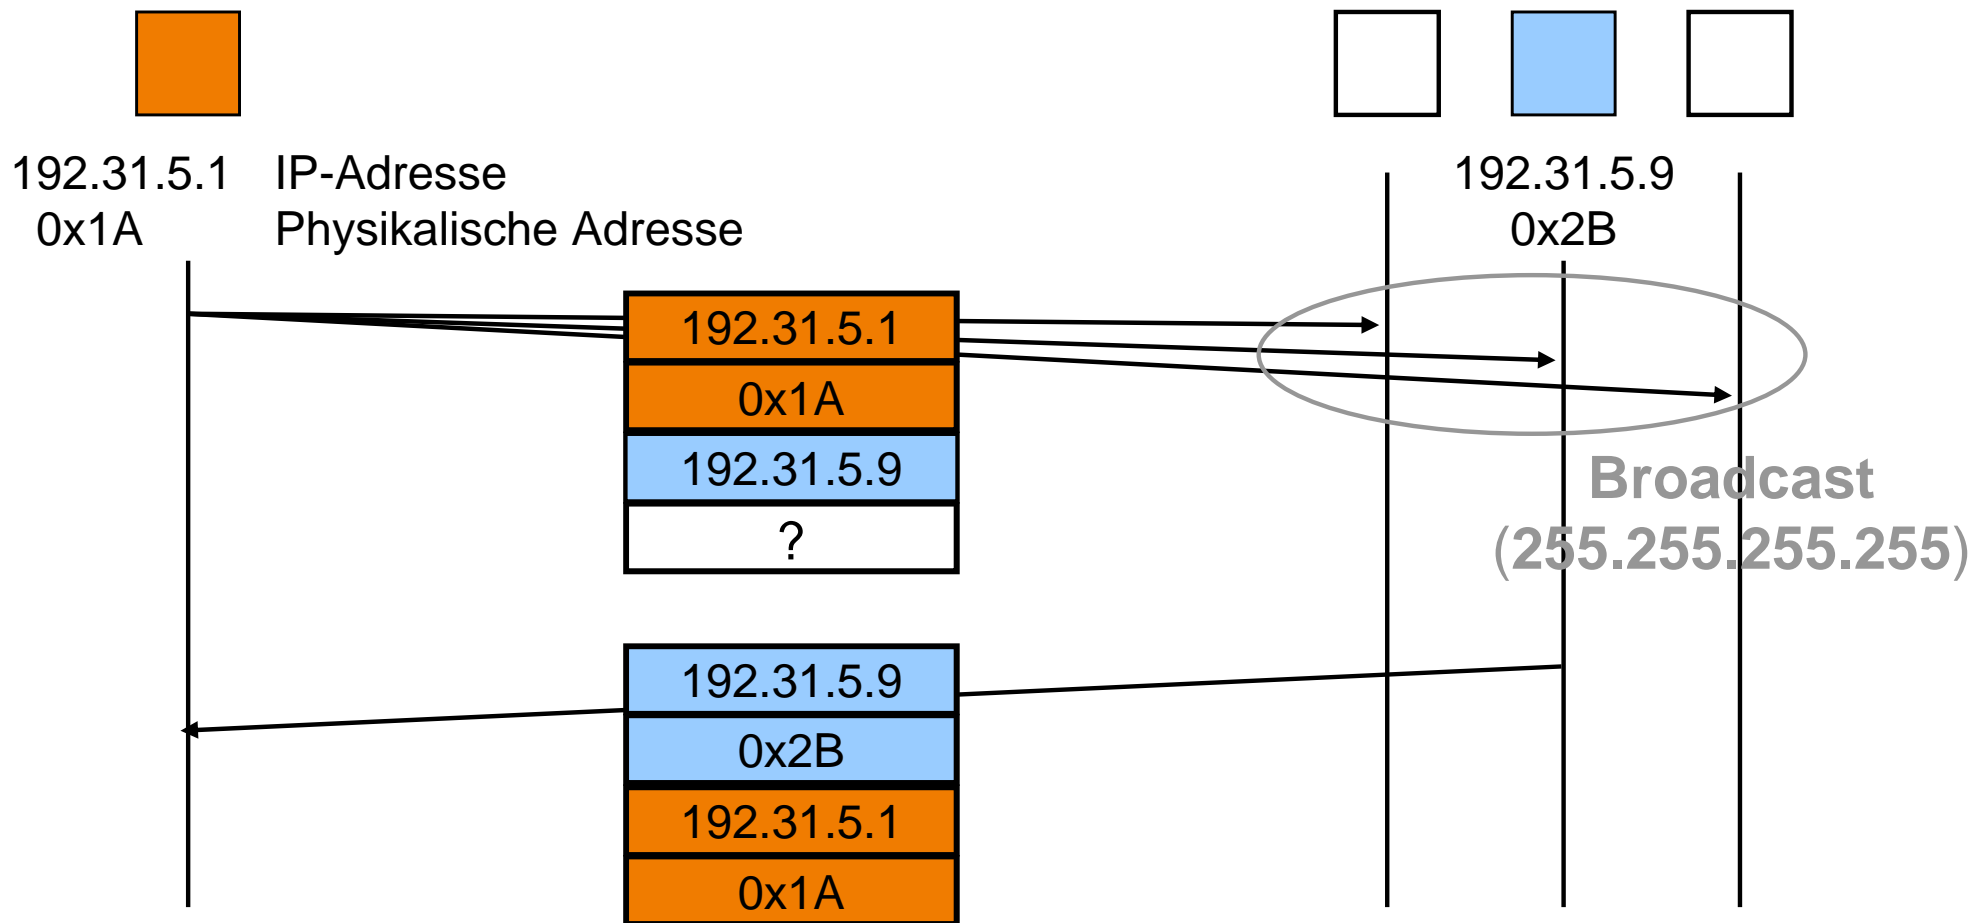 192.31.5.1 IP-Adresse
0x1A Physikalische Adresse
192.31.5.9
0x2B
192.31.5.1
0x1A
192.31.5.9
?
Broadcast
(255.255.255.255)
192.31.5.9
0x2B
192.31.5.1
0x1A